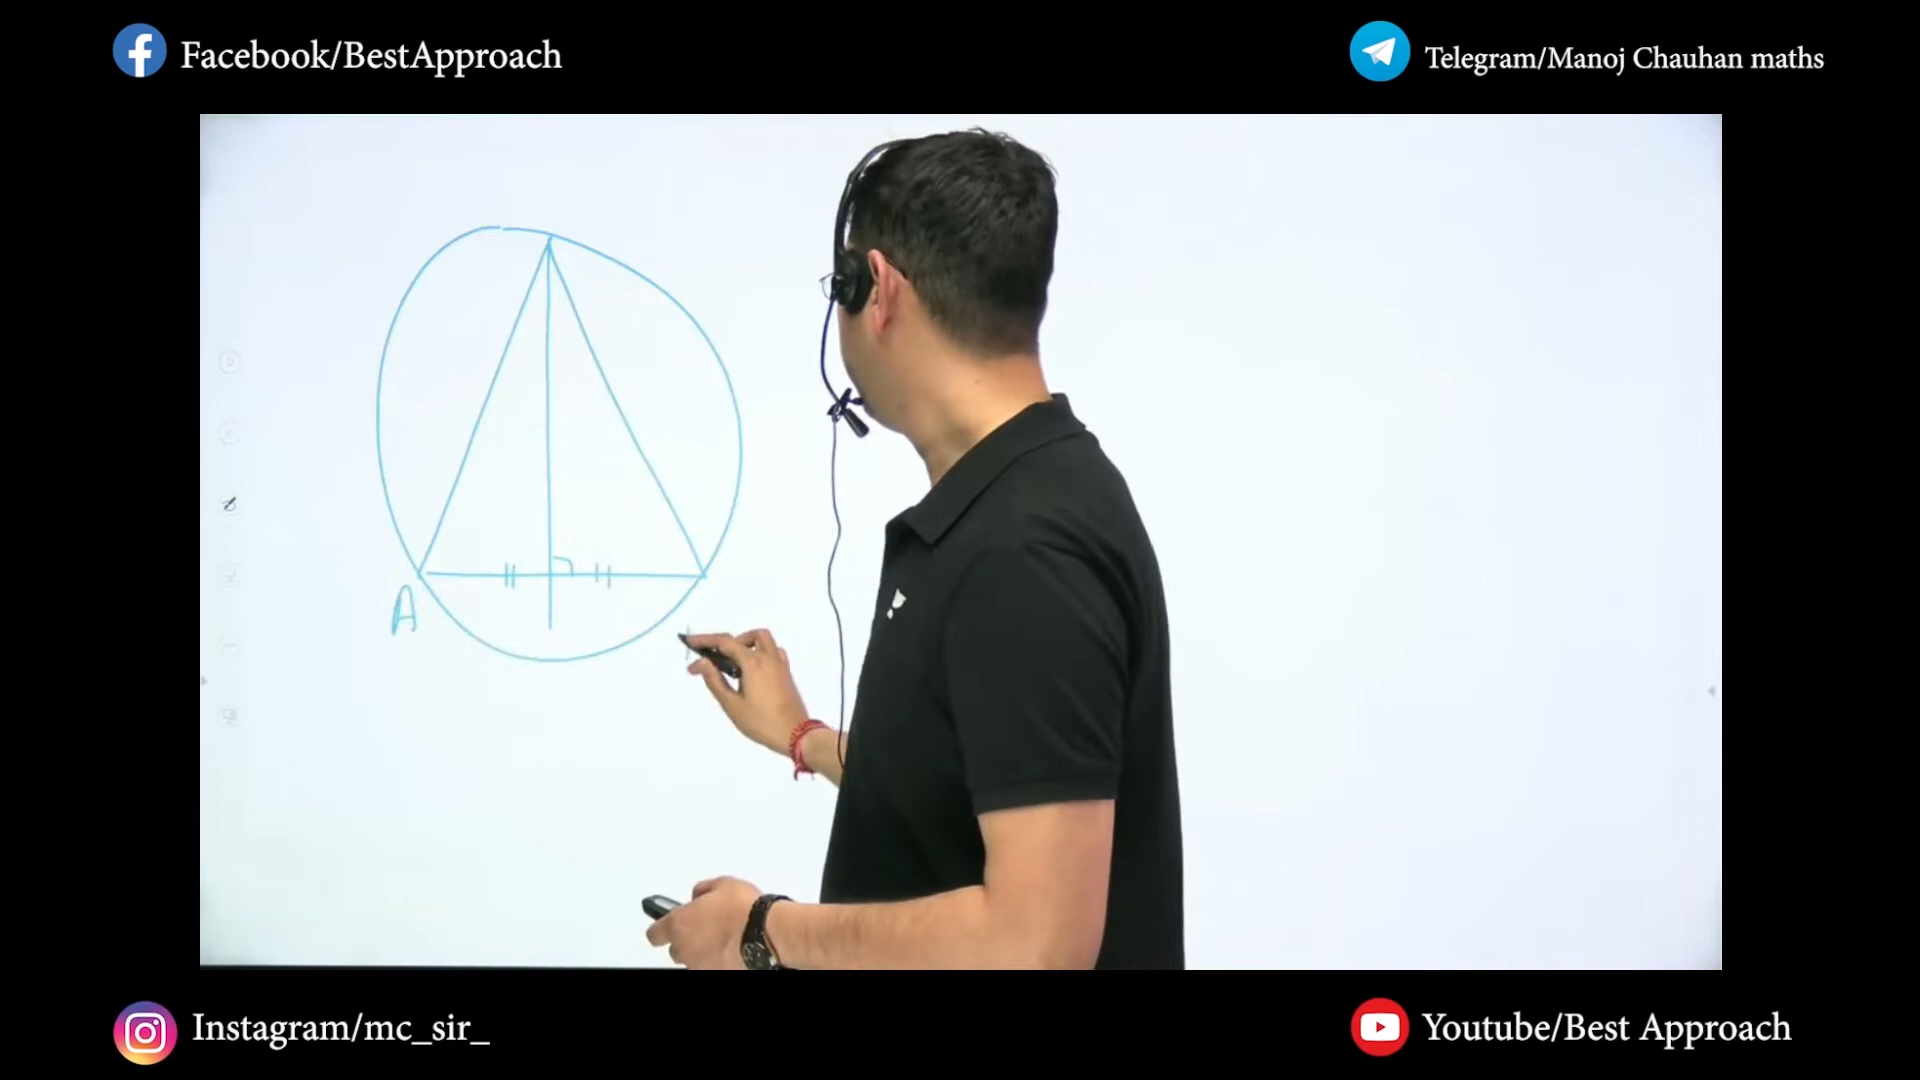 Facebook/BestApproach
Telegram/Manoj Chauhan maths
A
Instagram/mc_sir_
Youtube/Best Approach